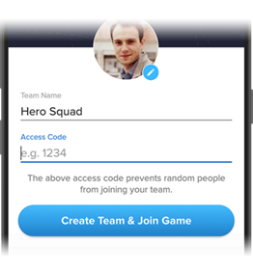 Team Name
Hero Squad
Access Code
e.g. 1234
The above access code prevents random people
from joining your team.
Create Team & Join Game